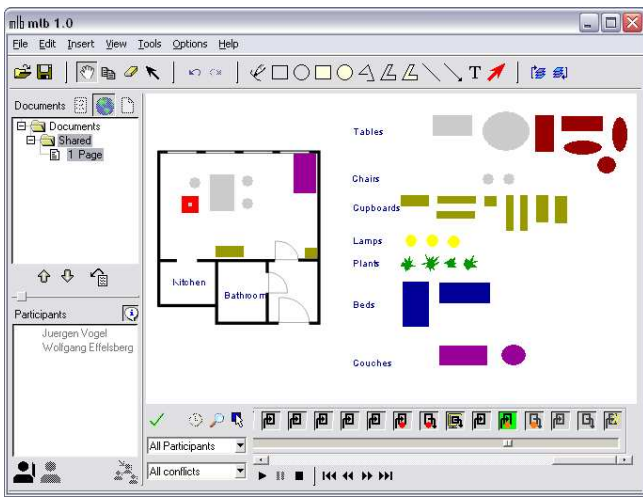 mlb mlb 1.0
File Edit Insert View Tools Options Help
T
Documents
Documents
Shared
1 Page
Participants
Juergen Vogel
Wolfgang Effelsberg
Tables
Chairs
Cupboards
Lamps
Plants
Beds
Couches
Kitchen
Bathroom
All Participants
All conflicts